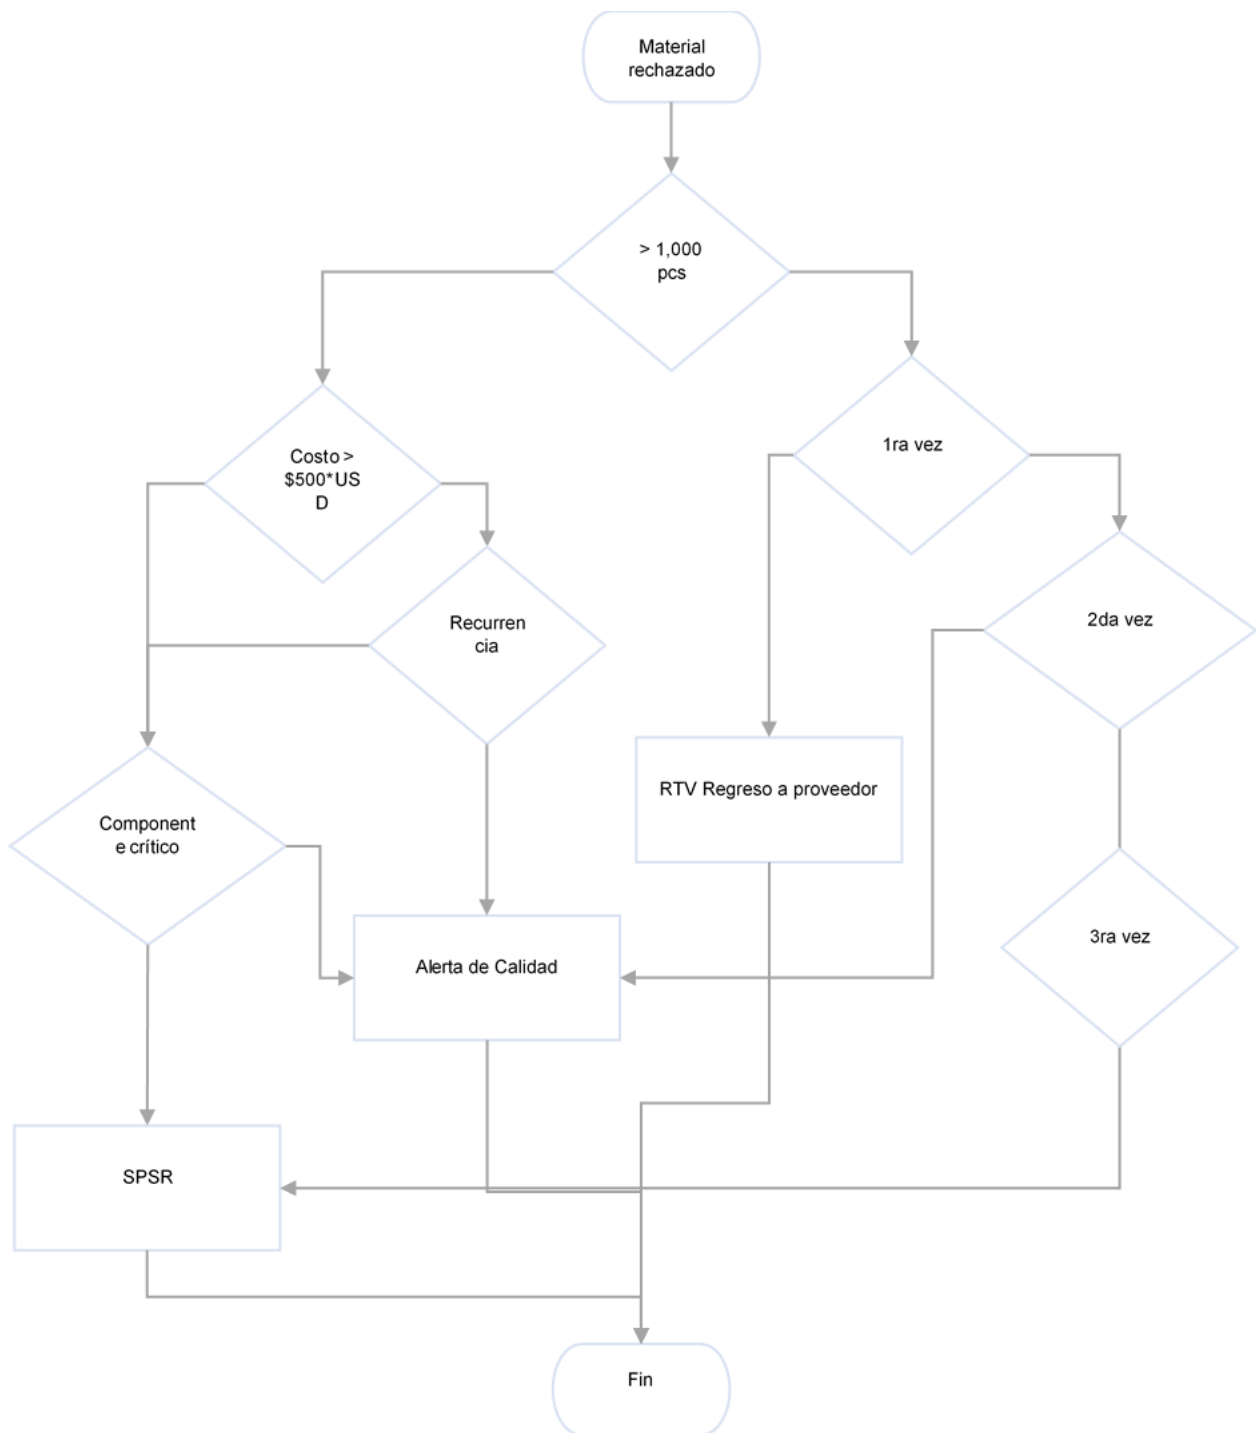 Material
rechazado
> 1,000
pcs
1ra vez
Costo >
$500*US
D
2da vez
Recurren
cia
RTV Regreso a proveedor
Component
e crítico
3ra vez
Alerta de Calidad
SPSR
Fin